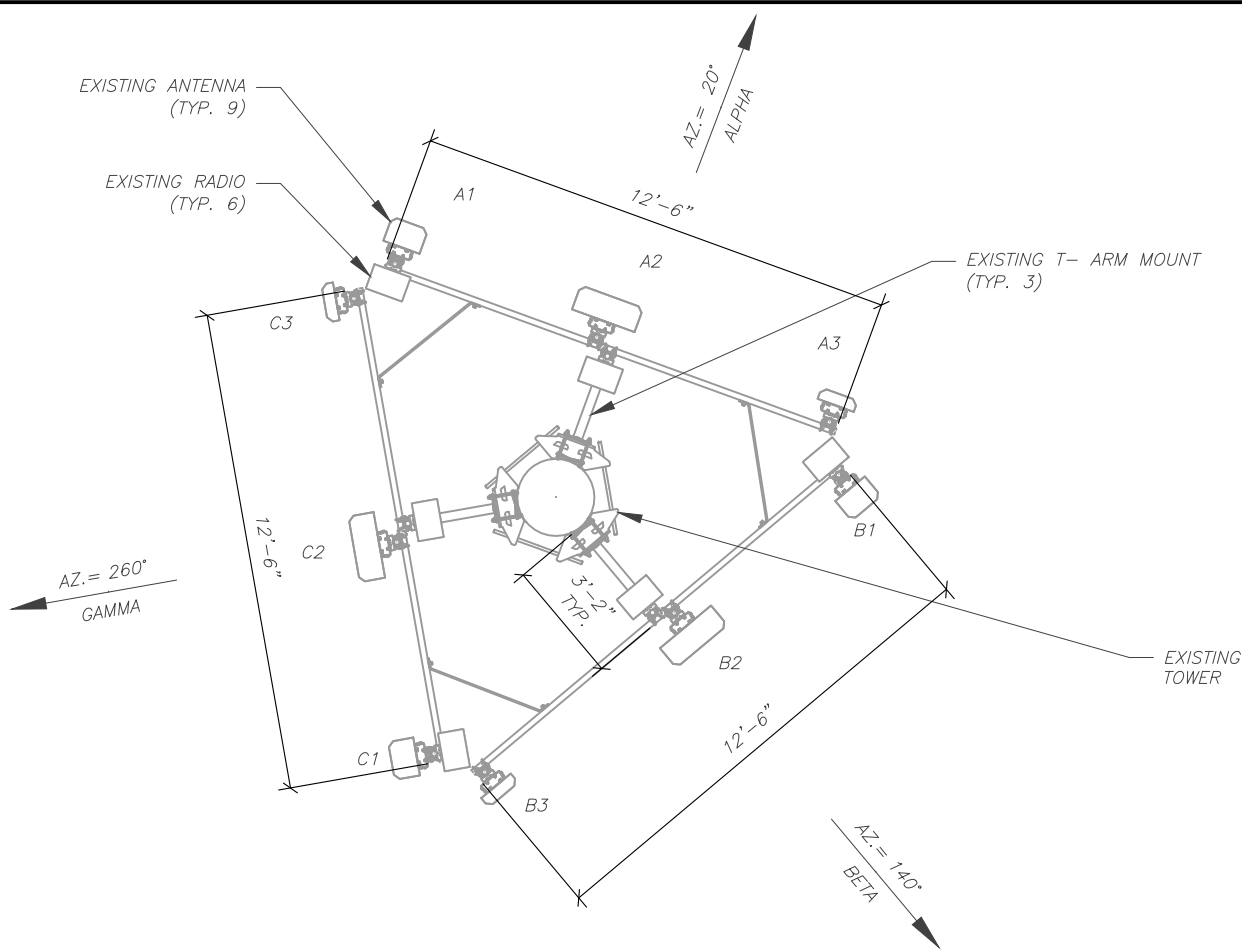 AZ.= 20°
ALPHA
EXISTING ANTENNA
(TYP. 9)
EXISTING RADIO
(TYP. 6)
A1
12'-6"
A2
EXISTING T- ARM MOUNT
(TYP. 3)
C3
A3
12'-6"
C2
B1
AZ.= 260°
GAMMA
3'-2"
TYP.
B2
EXISTING
TOWER
12'-6"
C1
B3
AZ.= 140°
BETA